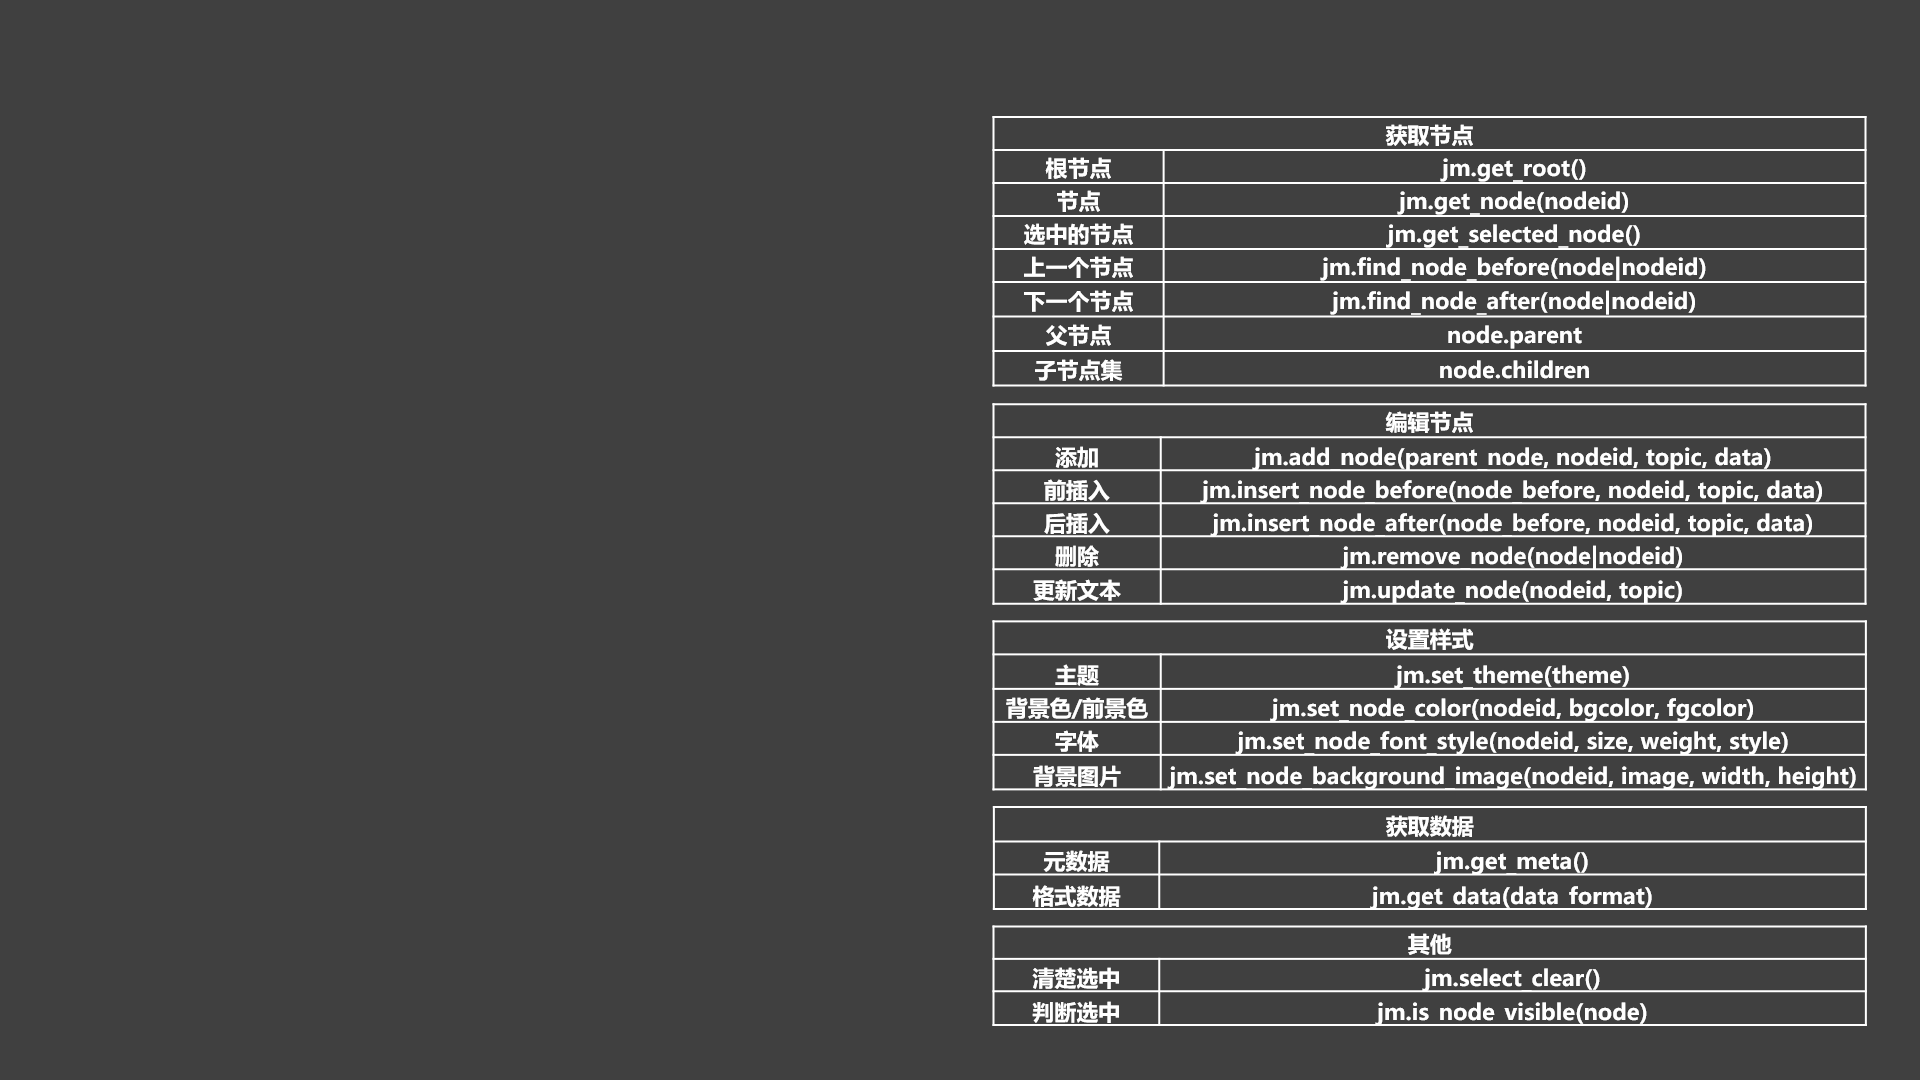 获取节点
根节点 jm.get_root()
节点 jm.get_node(nodeid)
选中的节点 jm.get_selected_node()
上一个节点 jm.find_node_before(node|nodeid)
下一个节点 jm.find_node_after(node|nodeid)
父节点 node.parent
子节点集 node.children
编辑节点
添加 jm.add_node(parent_node, nodeid, topic, data)
前插入 jm.insert_node_before(node_before, nodeid, topic, data)
后插入 jm.insert_node_after(node_before, nodeid, topic, data)
删除 jm.remove_node(node|nodeid)
更新文本 jm.update_node(nodeid, topic)
设置样式
主题 jm.set_theme(theme)
背景色/前景色 jm.set_node_color(nodeid, bgcolor, fgcolor)
字体 jm.set_node_font_style(nodeid, size, weight, style)
背景图片 jm.set_node_background_image(nodeid, image, width, height)
获取数据
元数据 jm.get_meta()
格式数据 jm.get_data(data_format)
其他
清楚选中 jm.select_clear()
判断选中 jm.is_node_visible(node)